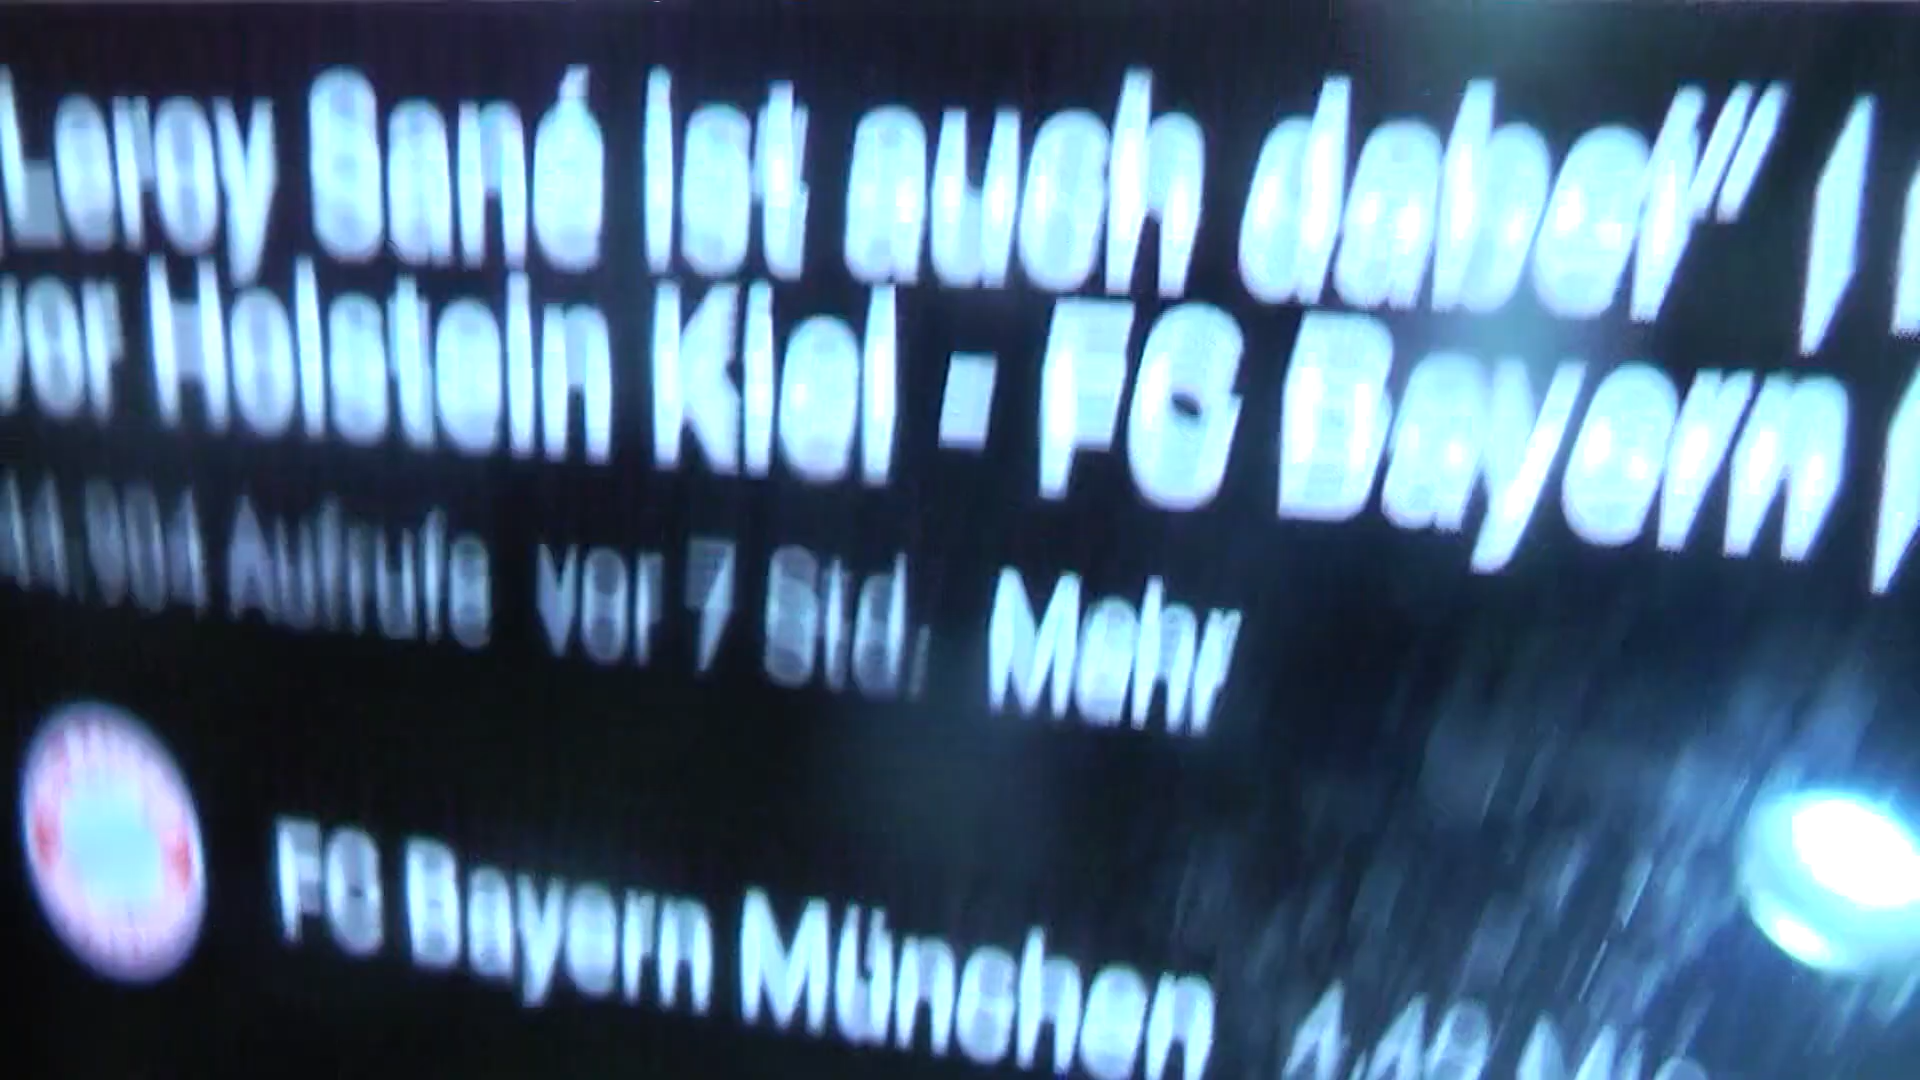 Leroy Sané ist auch dabei" |
vor Holstein Kiel - FC Bayern
Aufrufe vor 7 Std. Mehr
FC Bayern München